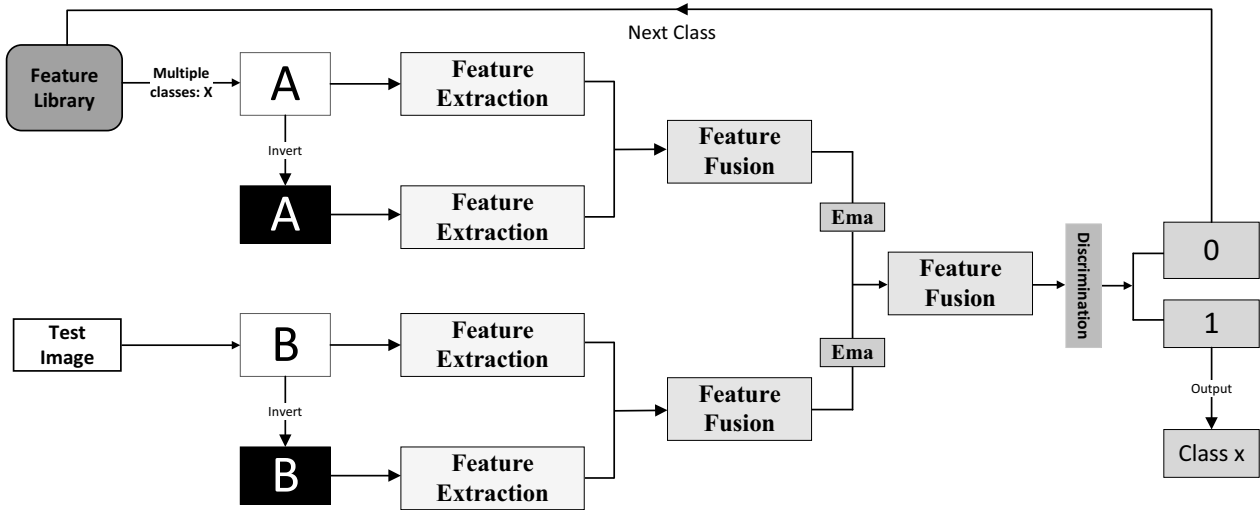 Next Class
Feature
Library
Multiple
classes: X
A
Feature
Extraction
Invert
A
Feature
Extraction
Feature
Fusion
Ema
Test
Image
B
Feature
Extraction
Invert
B
Feature
Extraction
Feature
Fusion
Ema
Feature
Fusion
Discrimination
0
1
Output
Class x